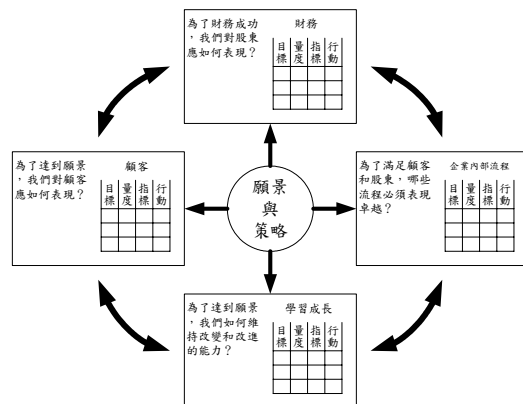 為了財務成功
，我們對股東
應如何表現？
財務
目標 量度 指標 行動
為了達到願景
，我們對顧客
應如何表現？
顧客
目標 量度 指標 行動
願景
與
策略
為了滿足顧客
和股東，哪些
流程必須表現
卓越？
企業內部流程
目標 量度 指標 行動
為了達到願景
，我們如何維
持改變和改進
的能力？
學習成長
目標 量度 指標 行動